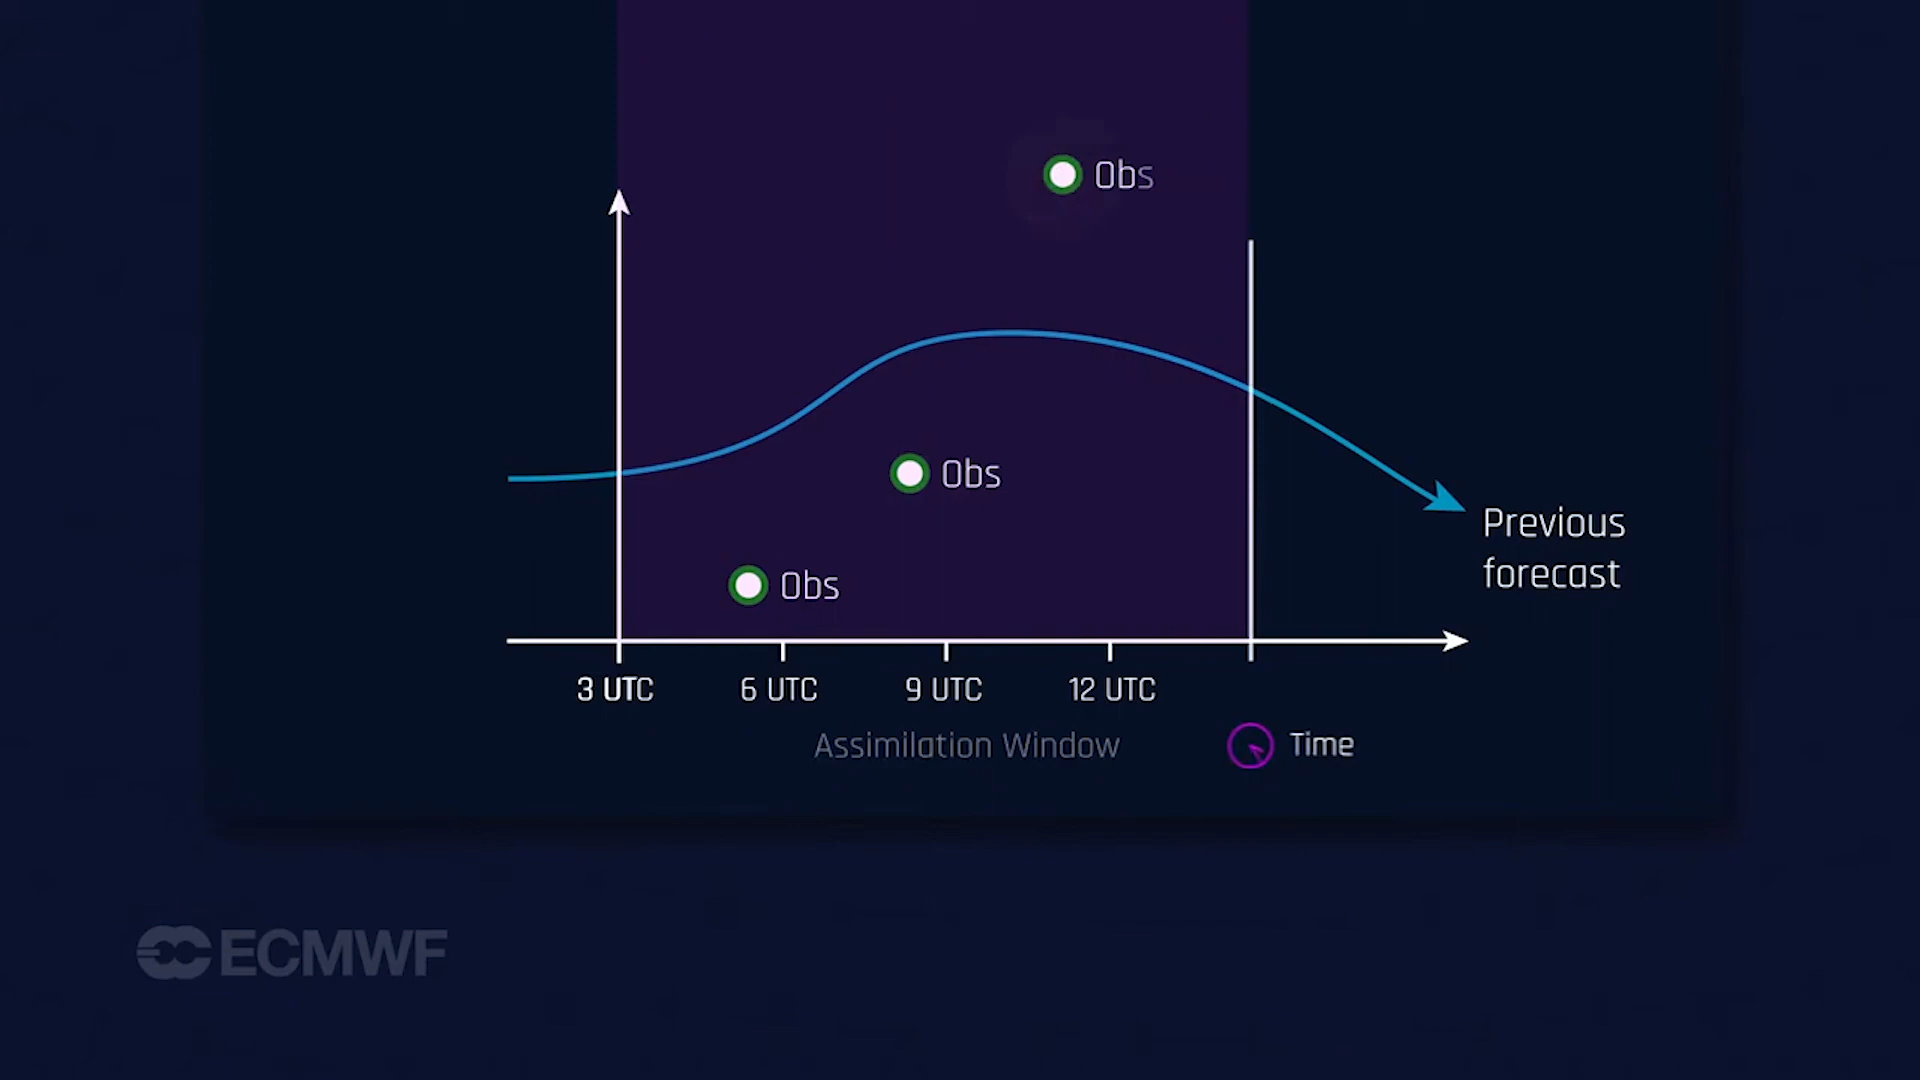 Obs
Obs
Previous
forecast
Obs
3 UTC
6 UTC
9 UTC
12 UTC
Assimilation Window
Time
ECMWF